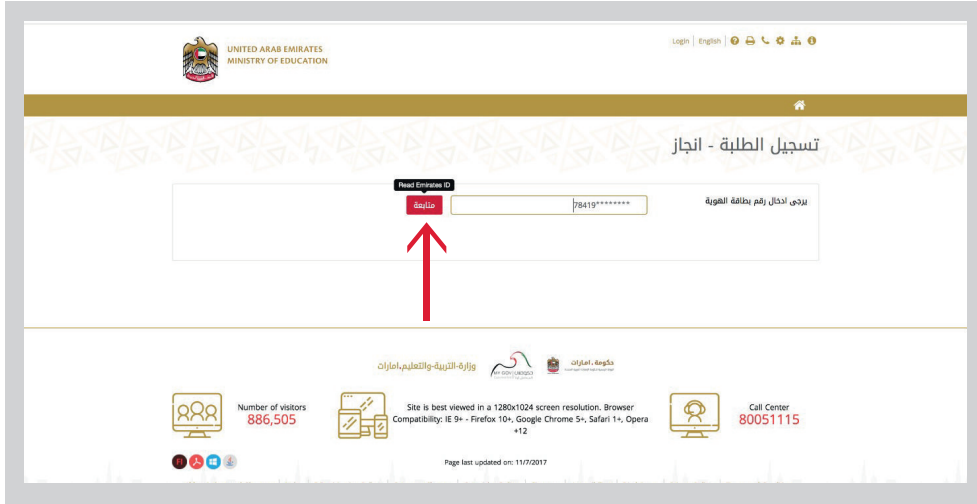 UNITED ARAB EMIRATES
MINISTRY OF EDUCATION
Login | English
تسجيل الطلبة - انجاز
Read Emirates ID
يرجى ادخال رقم بطاقة الهوية
78419********
متابعة
وزارة-التربية-والتعليم.امارات
MY GOV
حكومة.امارات
Number of visitors
886,505
Site is best viewed in a 1280x1024 screen resolution. Browser
Compatibility: IE 9+ - Firefox 10+, Google Chrome 5+, Safari 1+, Opera
+12
Call Center
80051115
Page last updated on: 11/7/2017